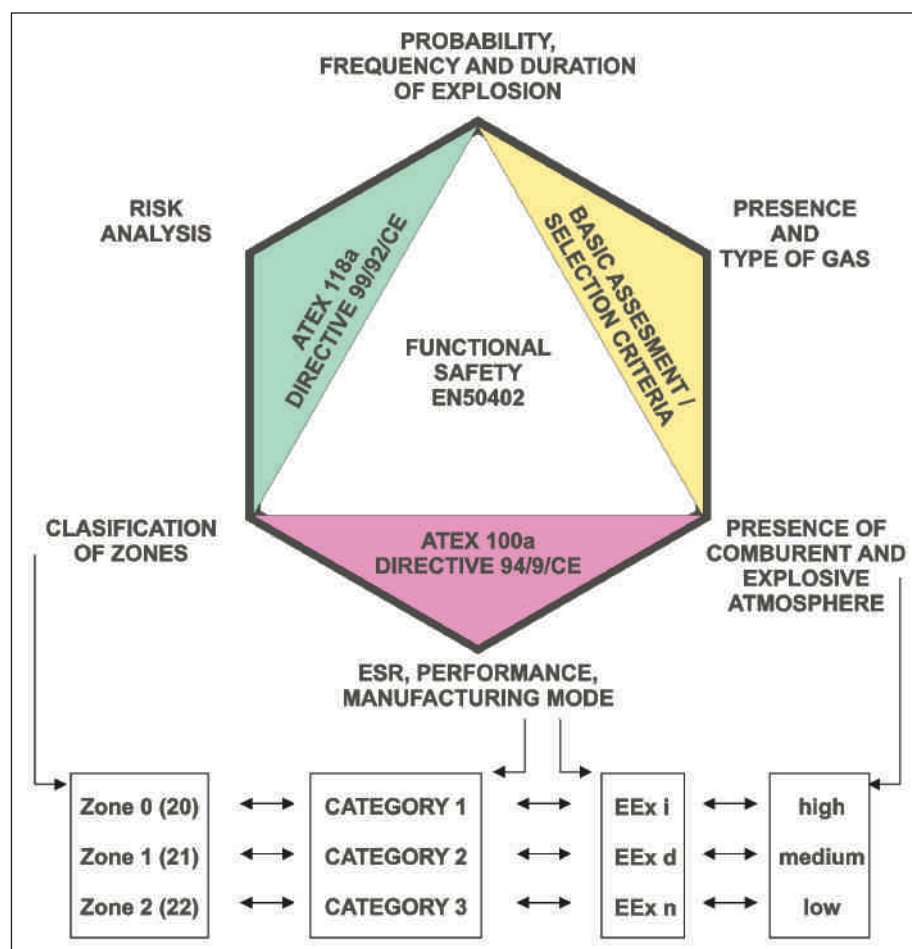 PROBABILITY,
FREQUENCY AND DURATION
OF EXPLOSION
RISK
ANALYSIS
PRESENCE
AND
TYPE OF GAS
ATEX 118a
DIRECTIVE 99/92/CE
BASIC ASSESMENT /
SELECTION CRITERIA
FUNCTIONAL
SAFETY
EN50402
CLASIFICATION
OF ZONES
ATEX 100a
DIRECTIVE 94/9/CE
PRESENCE OF
COMBURENT AND
EXPLOSIVE
ATMOSPHERE
ESR, PERFORMANCE,
MANUFACTURING MODE
Zone 0 (20) CATEGORY 1 EEx i high
Zone 1 (21) CATEGORY 2 EEx d medium
Zone 2 (22) CATEGORY 3 EEx n low